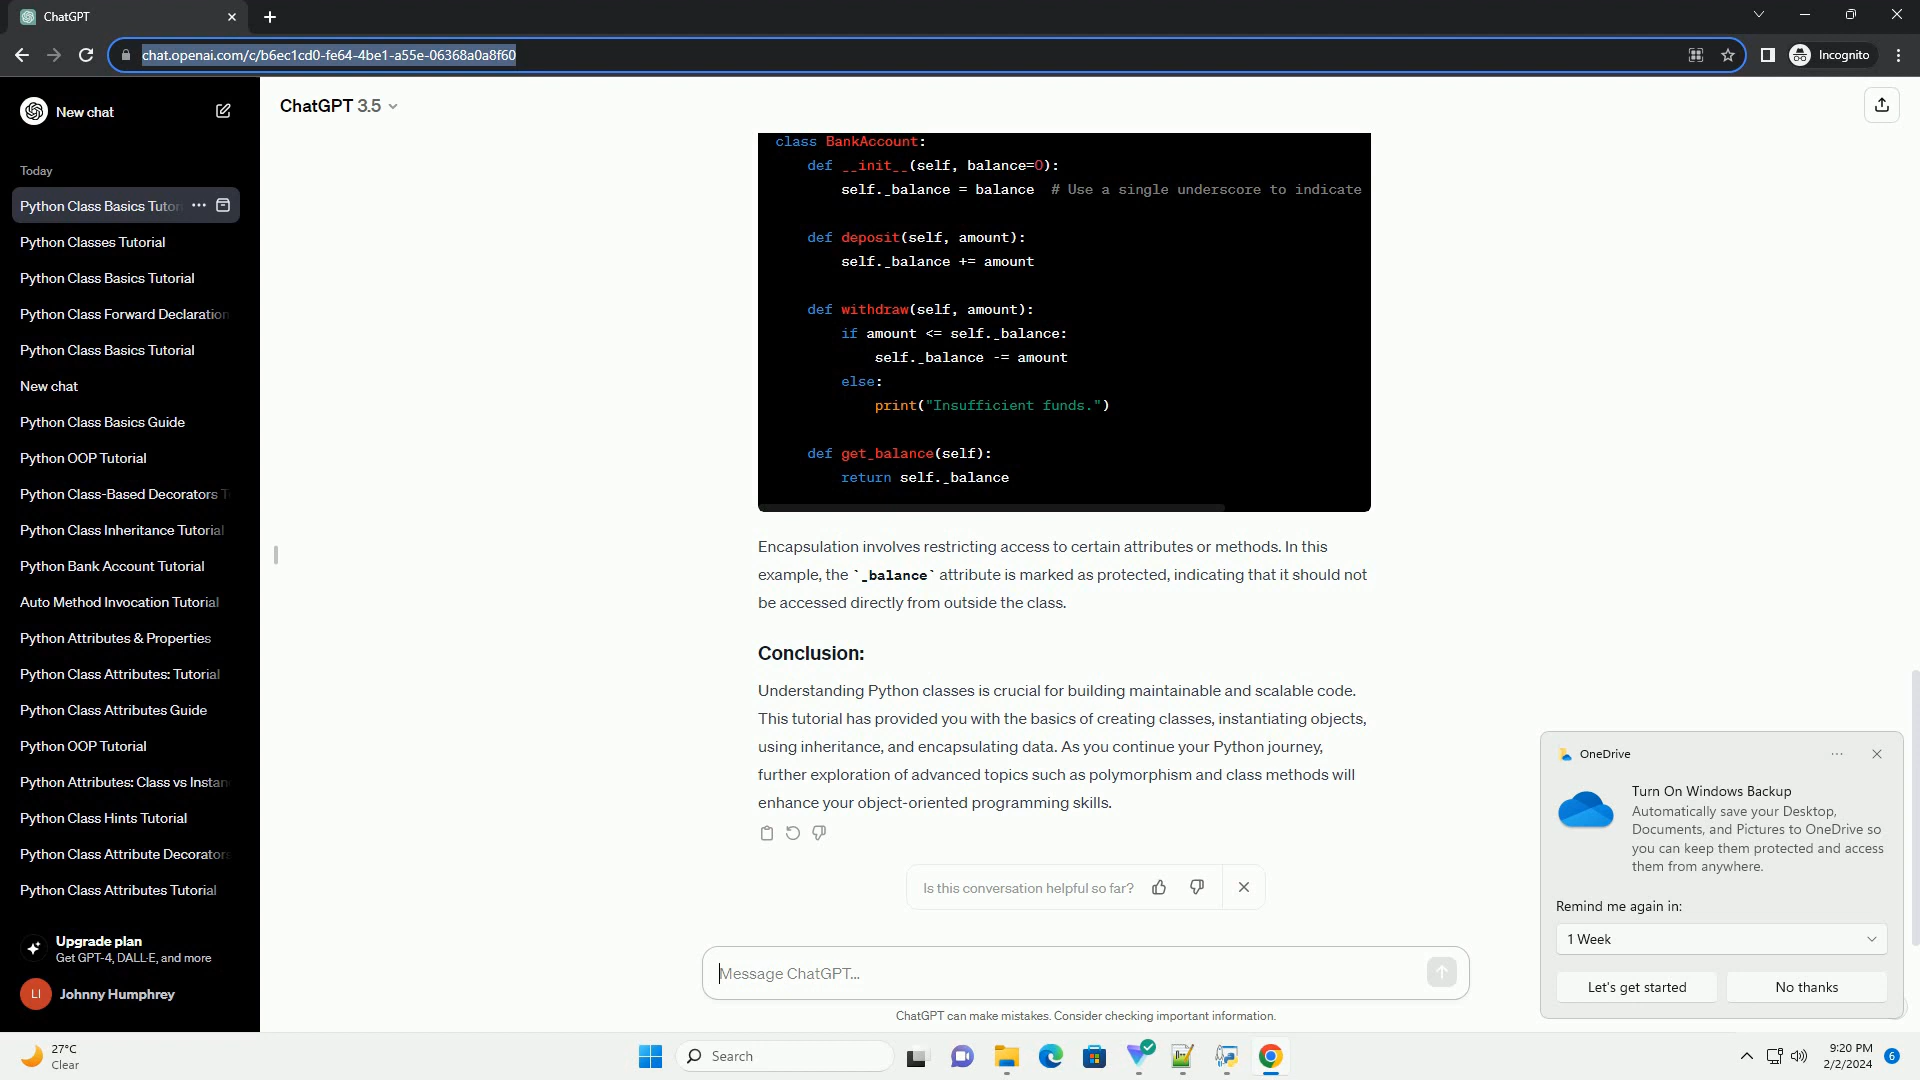 ChatGPT
chat.openai.com/c/b6ec1cd0-fe64-4be1-a55e-06368a0a8f60
Incognito
New chat
Today
Python Class Basics Tutor
Python Classes Tutorial
Python Class Basics Tutorial
Python Class Forward Declaration
Python Class Basics Tutorial
New chat
Python Class Basics Guide
Python OOP Tutorial
Python Class-Based Decorators T
Python Class Inheritance Tutorial
Python Bank Account Tutorial
Auto Method Invocation Tutorial
Python Attributes & Properties
Python Class Attributes: Tutorial
Python Class Attributes Guide
Python OOP Tutorial
Python Attributes: Class vs Instan
Python Class Hints Tutorial
Python Class Attribute Decorators
Python Class Attributes Tutorial
Upgrade plan
Get GPT-4, DALL·E, and more
LI
Johnny Humphrey
ChatGPT 3.5
class BankAccount:
def __init__(self, balance=0):
self._balance = balance # Use a single underscore to indicate
def deposit(self, amount):
self._balance += amount
def withdraw(self, amount):
if amount <= self._balance:
self._balance -= amount
else:
print("Insufficient funds.")
def get_balance(self):
return self._balance
Encapsulation involves restricting access to certain attributes or methods. In this
example, the `_balance` attribute is marked as protected, indicating that it should not
be accessed directly from outside the class.
Conclusion:
Understanding Python classes is crucial for building maintainable and scalable code.
This tutorial has provided you with the basics of creating classes, instantiating objects,
using inheritance, and encapsulating data. As you continue your Python journey,
further exploration of advanced topics such as polymorphism and class methods will
enhance your object-oriented programming skills.
Is this conversation helpful so far?
Message ChatGPT...
ChatGPT can make mistakes. Consider checking important information.
OneDrive
Turn On Windows Backup
Automatically save your Desktop,
Documents, and Pictures to OneDrive so
you can keep them protected and access
them from anywhere.
Remind me again in:
1 Week
Let's get started
No thanks
27°C
Clear
Search
9:20 PM
2/2/2024
6